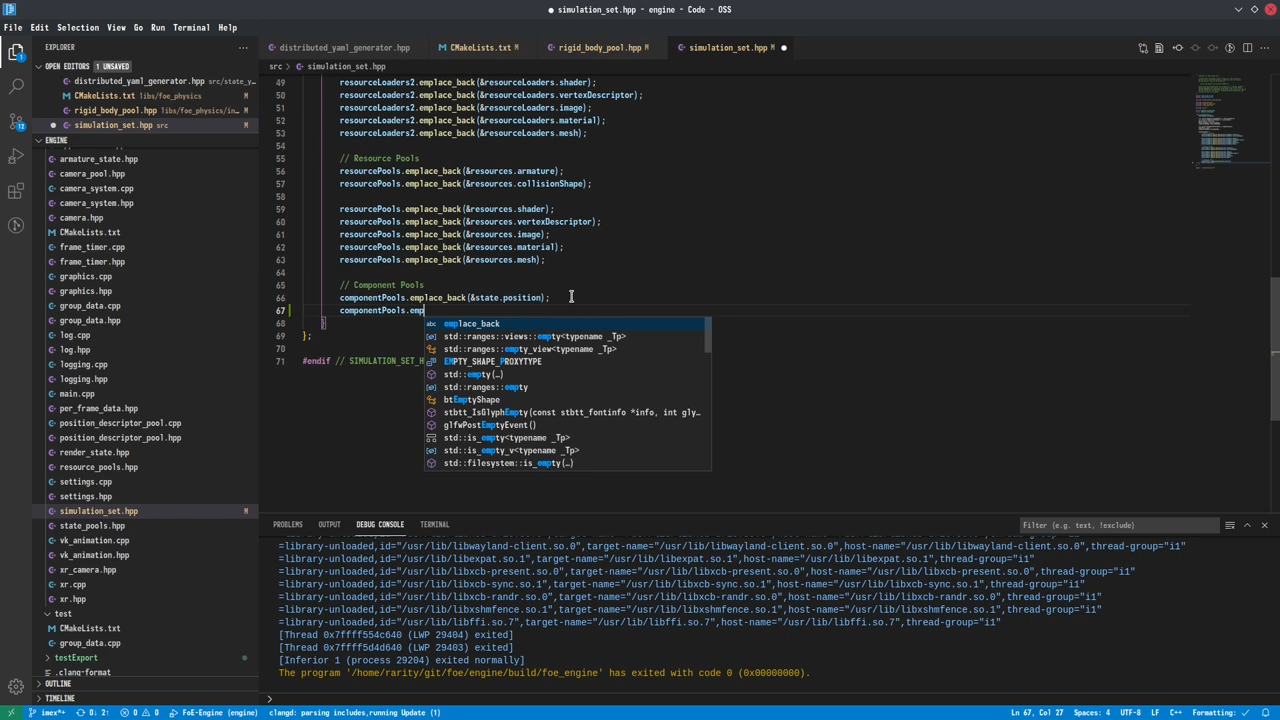 simulation_set.hpp - engine - Code - OSS
File Edit Selection View Go Run Terminal Help
EXPLORER
distributed_yaml_generator.hpp CMakeLists.txt M rigid_body_pool.hpp M simulation_set.hpp M
OPEN EDITORS 1 UNSAVED
src > simulation_set.hpp
distributed_yaml_generator.hpp src/state_y...
CMakeLists.txt libs/foe_physics M
rigid_body_pool.hpp libs/foe_physics/in... M
simulation_set.hpp src M
ENGINE
armature_state.hpp
camera_pool.hpp
camera_system.cpp
camera_system.hpp
camera.hpp
CMakeLists.txt
frame_timer.cpp
frame_timer.hpp
graphics.cpp
graphics.hpp
group_data.cpp
group_data.hpp
log.cpp
log.hpp
logging.cpp
logging.hpp
main.cpp
per_frame_data.hpp
position_descriptor_pool.cpp
position_descriptor_pool.hpp
render_state.hpp
resource_pools.hpp
settings.cpp
settings.hpp
simulation_set.hpp M
state_pools.hpp
vk_animation.cpp
vk_animation.hpp
xr_camera.hpp
xr.cpp
xr.hpp
test
CMakeLists.txt
group_data.cpp
testExport
.clang-format
OUTLINE
TIMELINE
49 resourceLoaders2.emplace_back(&resourceLoaders.shader);
50 resourceLoaders2.emplace_back(&resourceLoaders.vertexDescriptor);
51 resourceLoaders2.emplace_back(&resourceLoaders.image);
52 resourceLoaders2.emplace_back(&resourceLoaders.material);
53 resourceLoaders2.emplace_back(&resourceLoaders.mesh);
54
55 // Resource Pools
56 resourcePools.emplace_back(&resources.armature);
57 resourcePools.emplace_back(&resources.collisionShape);
58
59 resourcePools.emplace_back(&resources.shader);
60 resourcePools.emplace_back(&resources.vertexDescriptor);
61 resourcePools.emplace_back(&resources.image);
62 resourcePools.emplace_back(&resources.material);
63 resourcePools.emplace_back(&resources.mesh);
64
65 // Component Pools
66 componentPools.emplace_back(&state.position);
67 componentPools.emp
68 }
69 };
70
71 #endif // SIMULATION_SET_H
abc emplace_back
std::ranges::views::empty<typename _Tp>
std::ranges::empty_view<typename _Tp>
EMPTY_SHAPE_PROXYTYPE
std::empty(…)
std::ranges::empty
btEmptyShape
stbtt_IsGlyphEmpty(const stbtt_fontinfo *info, int gly…
glfwPostEmptyEvent()
std::is_empty<typename _Tp>
std::is_empty_v<typename _Tp>
std::filesystem::is_empty(…)
PROBLEMS OUTPUT DEBUG CONSOLE TERMINAL Filter (e.g. text, !exclude)
=library-unloaded,id="/usr/lib/libwayland-client.so.0",target-name="/usr/lib/libwayland-client.so.0",host-name="/usr/lib/libwayland-client.so.0",thread-group="i1"
=library-unloaded,id="/usr/lib/libexpat.so.1",target-name="/usr/lib/libexpat.so.1",host-name="/usr/lib/libexpat.so.1",thread-group="i1"
=library-unloaded,id="/usr/lib/libxcb-present.so.0",target-name="/usr/lib/libxcb-present.so.0",host-name="/usr/lib/libxcb-present.so.0",thread-group="i1"
=library-unloaded,id="/usr/lib/libxcb-sync.so.1",target-name="/usr/lib/libxcb-sync.so.1",host-name="/usr/lib/libxcb-sync.so.1",thread-group="i1"
=library-unloaded,id="/usr/lib/libxcb-randr.so.0",target-name="/usr/lib/libxcb-randr.so.0",host-name="/usr/lib/libxcb-randr.so.0",thread-group="i1"
=library-unloaded,id="/usr/lib/libxshmfence.so.1",target-name="/usr/lib/libxshmfence.so.1",host-name="/usr/lib/libxshmfence.so.1",thread-group="i1"
=library-unloaded,id="/usr/lib/libffi.so.7",target-name="/usr/lib/libffi.so.7",host-name="/usr/lib/libffi.so.7",thread-group="i1"
[Thread 0x7ffff554c640 (LWP 29404) exited]
[Thread 0x7ffff5d4d640 (LWP 29403) exited]
[Inferior 1 (process 29204) exited normally]
The program '/home/rarity/git/foe/engine/build/foe_engine' has exited with code 0 (0x00000000).
imex*+ 0↓ 2↑ 0 0 FoE-Engine (engine) clangd: parsing includes,running Update (1) Ln 67, Col 27 Spaces: 4 UTF-8 LF C++ Formatting: ✓